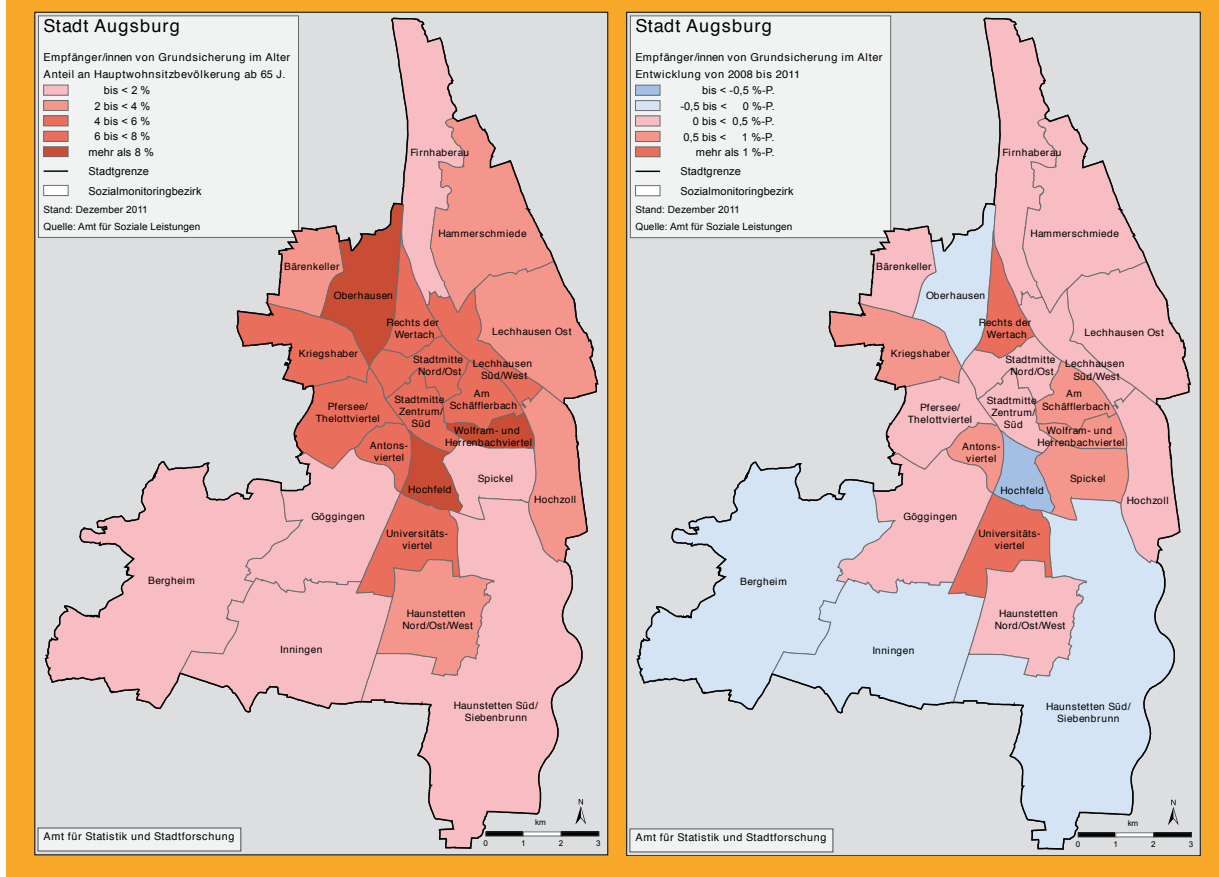 Stadt Augsburg
Empfänger/innen von Grundsicherung im Alter
Anteil an Hauptwohnsitzbevölkerung ab 65 J.
bis < 2 %
2 bis < 4 %
4 bis < 6 %
6 bis < 8 %
mehr als 8 %
Stadtgrenze
Sozialmonitoringbezirk
Stand: Dezember 2011
Quelle: Amt für Soziale Leistungen
Firnhaberau
Hammerschmiede
Bärenkeller
Oberhausen
Rechts der
Wertach
Lechhausen Ost
Kriegshaber
Stadtmitte
Nord/Ost
Lechhausen
Süd/West
Am
Schäfflerbach
Pfersee/
Thelottviertel
Stadtmitte
Zentrum/
Süd
Wolfram- und
Herrenbachviertel
Antons-
viertel
Spickel
Hochfeld
Hochzoll
Göggingen
Universitäts-
viertel
Bergheim
Haunstetten
Nord/Ost/West
Inningen
Haunstetten Süd/
Siebenbrunn
N
km
0 1 2 3
Amt für Statistik und Stadtforschung
Stadt Augsburg
Empfänger/innen von Grundsicherung im Alter
Entwicklung von 2008 bis 2011
bis < -0,5 %-P.
-0,5 bis < 0 %-P.
0 bis < 0,5 %-P.
0,5 bis < 1 %-P.
mehr als 1 %-P.
Stadtgrenze
Sozialmonitoringbezirk
Stand: Dezember 2011
Quelle: Amt für Soziale Leistungen
Firnhaberau
Hammerschmiede
Bärenkeller
Oberhausen
Rechts der
Wertach
Lechhausen Ost
Kriegshaber
Stadtmitte
Nord/Ost
Lechhausen
Süd/West
Am
Schäfflerbach
Pfersee/
Thelottviertel
Stadtmitte
Zentrum/
Süd
Wolfram- und
Herrenbachviertel
Antons-
viertel
Spickel
Hochfeld
Hochzoll
Göggingen
Universitäts-
viertel
Bergheim
Haunstetten
Nord/Ost/West
Inningen
Haunstetten Süd/
Siebenbrunn
N
km
0 1 2 3
Amt für Statistik und Stadtforschung